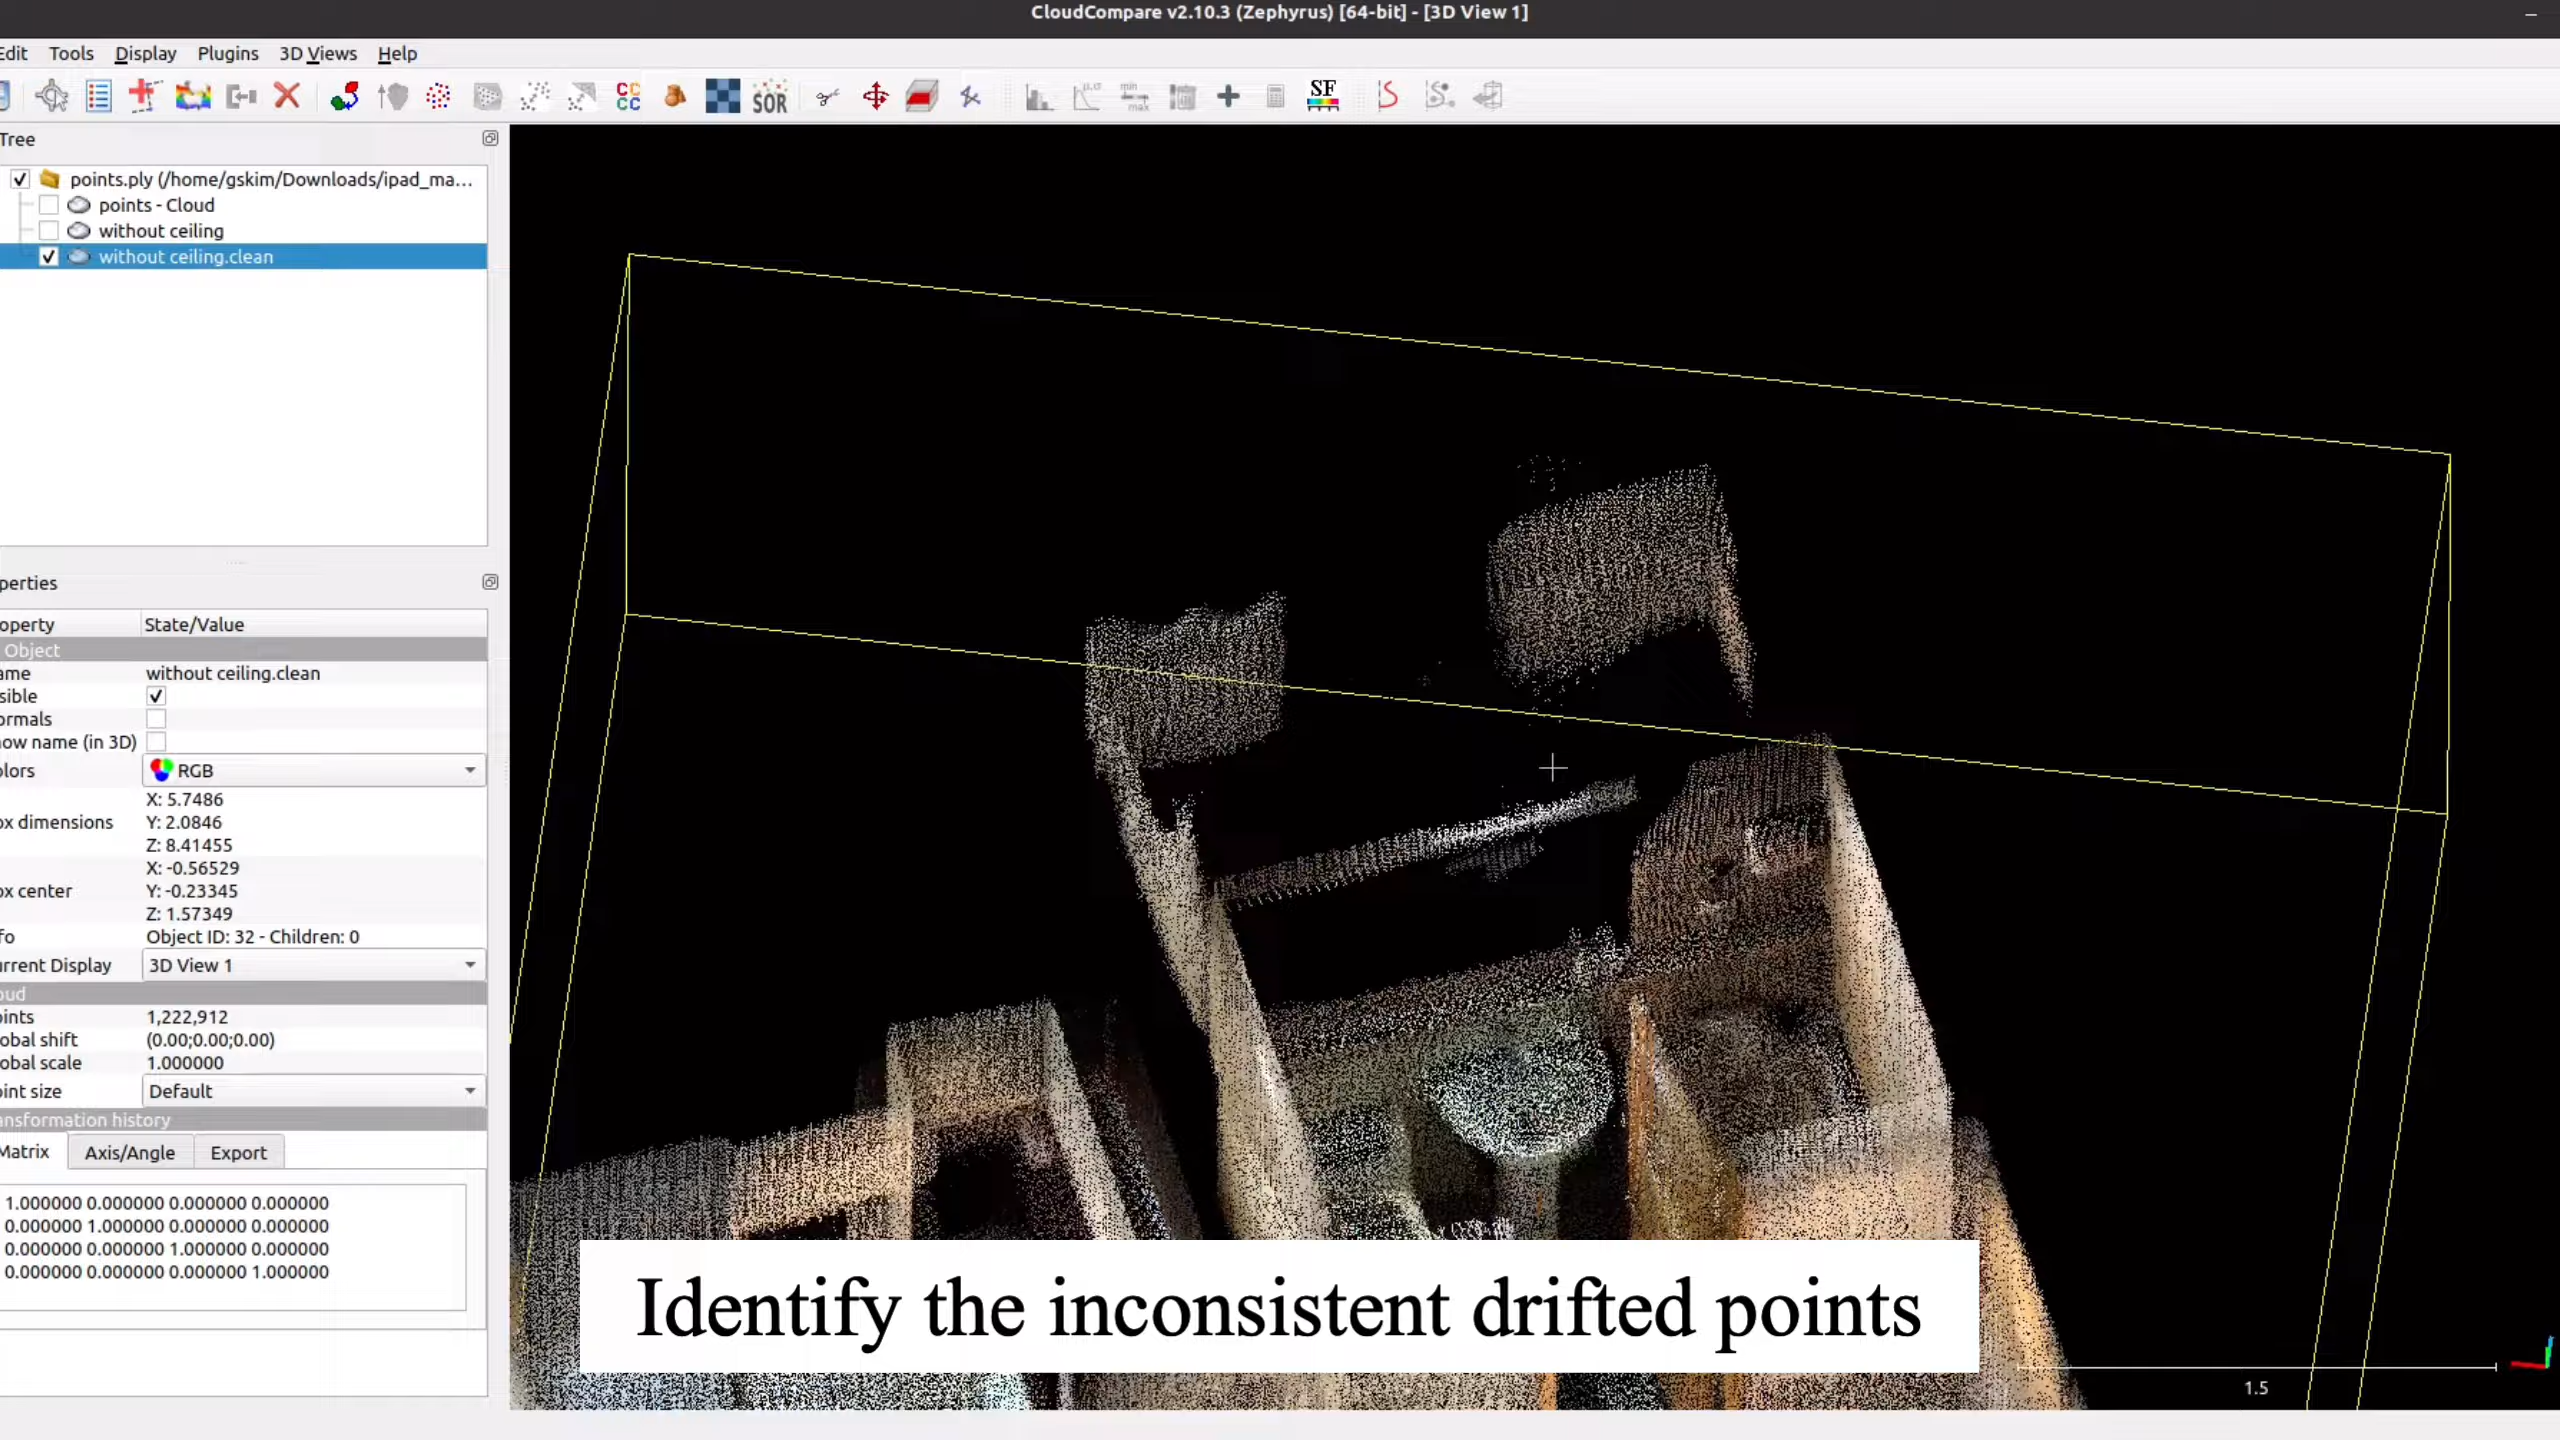 CloudCompare v2.10.3 (Zephyrus) [64-bit] - [3D View 1]
Edit Tools Display Plugins 3D Views Help
CC
CC
SOR
μ,σ
min
max
SF
Tree
points.ply (/home/gskim/Downloads/ipad_ma...
points - Cloud
without ceiling
without ceiling.clean
perties
operty State/Value
Object
ame without ceiling.clean
sible
ormals
how name (in 3D)
olors RGB
X: 5.7486
ox dimensions Y: 2.0846
Z: 8.41455
X: -0.56529
ox center Y: -0.23345
Z: 1.57349
fo Object ID: 32 - Children: 0
urrent Display 3D View 1
oud
oints 1,222,912
obal shift (0.00;0.00;0.00)
obal scale 1.000000
oint size Default
ansformation history
Matrix Axis/Angle Export
1.000000 0.000000 0.000000 0.000000
0.000000 1.000000 0.000000 0.000000
0.000000 0.000000 1.000000 0.000000
0.000000 0.000000 0.000000 1.000000
Identify the inconsistent drifted points
1.5